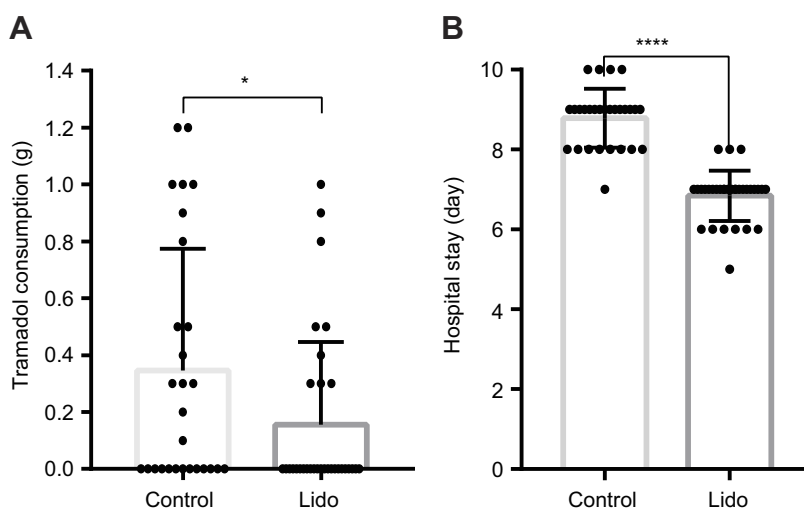 A
Tramadol consumption (g)
1.4
1.2
1.0
0.8
0.6
0.4
0.2
0.0
*
Control
Lido
B
Hospital stay (day)
10
8
6
4
2
0
****
Control
Lido